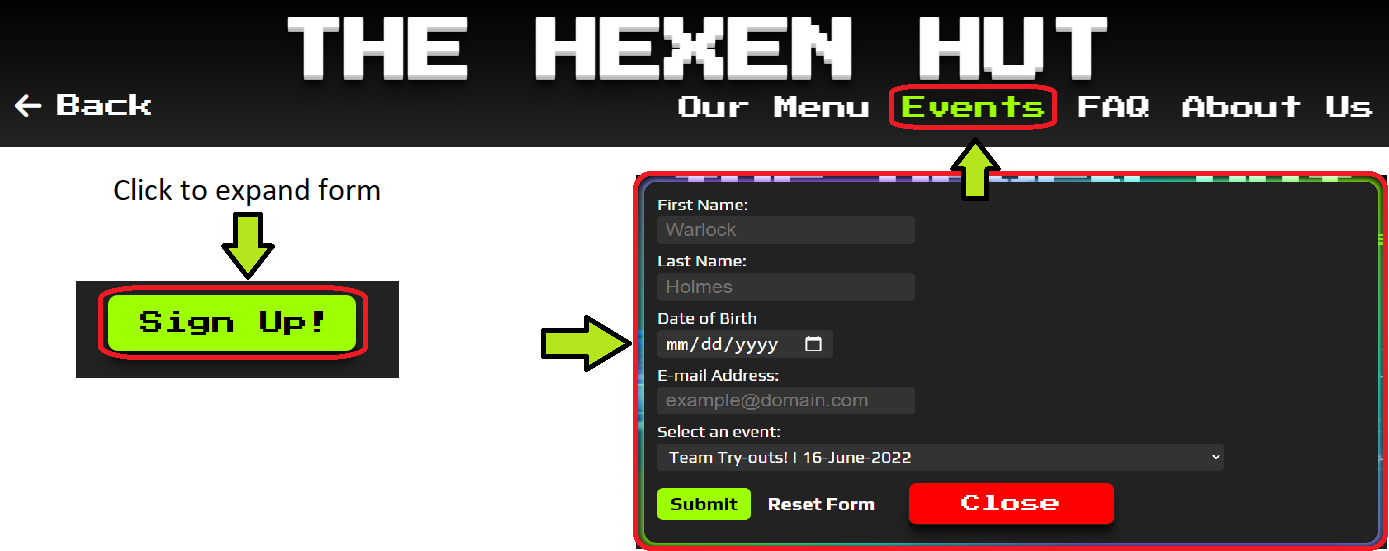 THE HEXEN HUT
← Back
Our Menu
Events
FAQ
About Us
Click to expand form
Sign Up!
First Name:
Warlock
Last Name:
Holmes
Date of Birth
mm/dd/yyyy
E-mail Address:
example@domain.com
Select an event:
Team Try-outs! | 16-June-2022
Submit
Reset Form
Close